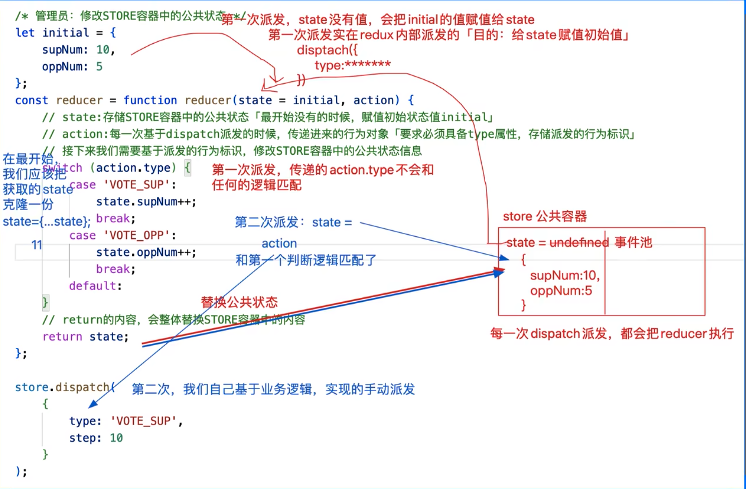 /* 管理员：修改STORE容器中的公共状态 */
第一次派发，state没有值，会把initial的值赋值给state
let initial = {
第一次派发实在redux内部派发的「目的：给state赋值初始值」
supNum: 10,
disptach({
oppNum: 5
type:*******
})
};
const reducer = function reducer(state = initial, action) {
// state:存储STORE容器中的公共状态「最开始没有的时候，赋值初始状态值initial」
// action:每一次基于dispatch派发的时候，传递进来的行为对象「要求必须具备type属性，存储派发的行为标识」
// 接下来我们需要基于派发的行为标识，修改STORE容器中的公共状态信息
在最开始，
我们应该把
获取的state
克隆一份
state={...state};
11
switch (action.type) {
第一次派发，传递的action.type不会和
任何的逻辑匹配
case 'VOTE_SUP':
state.supNum++;
break;
第二次派发：state =
action
和第一个判断逻辑匹配了
case 'VOTE_OPP':
state.oppNum++;
break;
default:
}
替换公共状态
// return的内容，会整体替换STORE容器中的内容
return state;
};
store 公共容器
state = undefined 事件池
{
supNum:10,
oppNum:5
}
每一次dispatch派发，都会把reducer执行
store.dispatch(
第二次，我们自己基于业务逻辑，实现的手动派发
{
type: 'VOTE_SUP',
step: 10
}
);